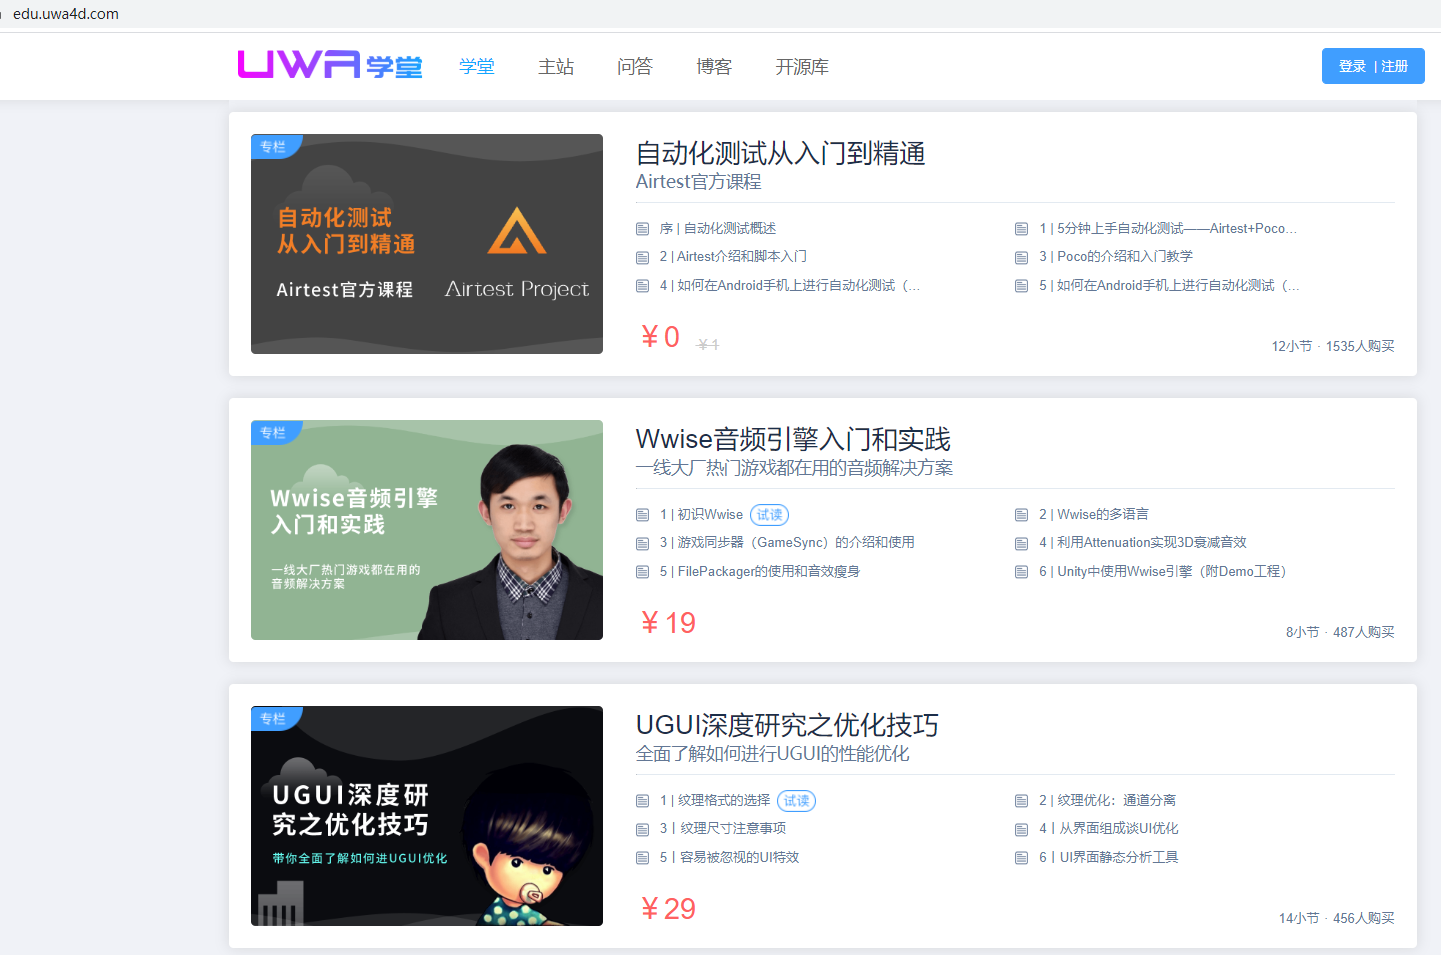 edu.uwa4d.com
UWA学堂 学堂 主站 问答 博客 开源库 登录 | 注册
专栏
自动化测试
从入门到精通
Airtest官方课程
Airtest Project
自动化测试从入门到精通
Airtest官方课程
序 | 自动化测试概述
1 | 5分钟上手自动化测试——Airtest+Poco...
2 | Airtest介绍和脚本入门
3 | Poco的介绍和入门教学
4 | 如何在Android手机上进行自动化测试（...
5 | 如何在Android手机上进行自动化测试（...
¥0 ¥1
12小节 · 1535人购买
专栏
Wwise音频引擎
入门和实践
一线大厂热门游戏都在用的
音频解决方案
Wwise音频引擎入门和实践
一线大厂热门游戏都在用的音频解决方案
1 | 初识Wwise 试读
2 | Wwise的多语言
3 | 游戏同步器（GameSync）的介绍和使用
4 | 利用Attenuation实现3D衰减音效
5 | FilePackager的使用和音效瘦身
6 | Unity中使用Wwise引擎（附Demo工程）
¥19
8小节 · 487人购买
专栏
UGUI深度研
究之优化技巧
带你全面了解如何进UGUI优化
UGUI深度研究之优化技巧
全面了解如何进行UGUI的性能优化
1 | 纹理格式的选择 试读
2 | 纹理优化：通道分离
3 | 纹理尺寸注意事项
4 | 从界面组成谈UI优化
5 | 容易被忽视的UI特效
6 | UI界面静态分析工具
¥29
14小节 · 456人购买